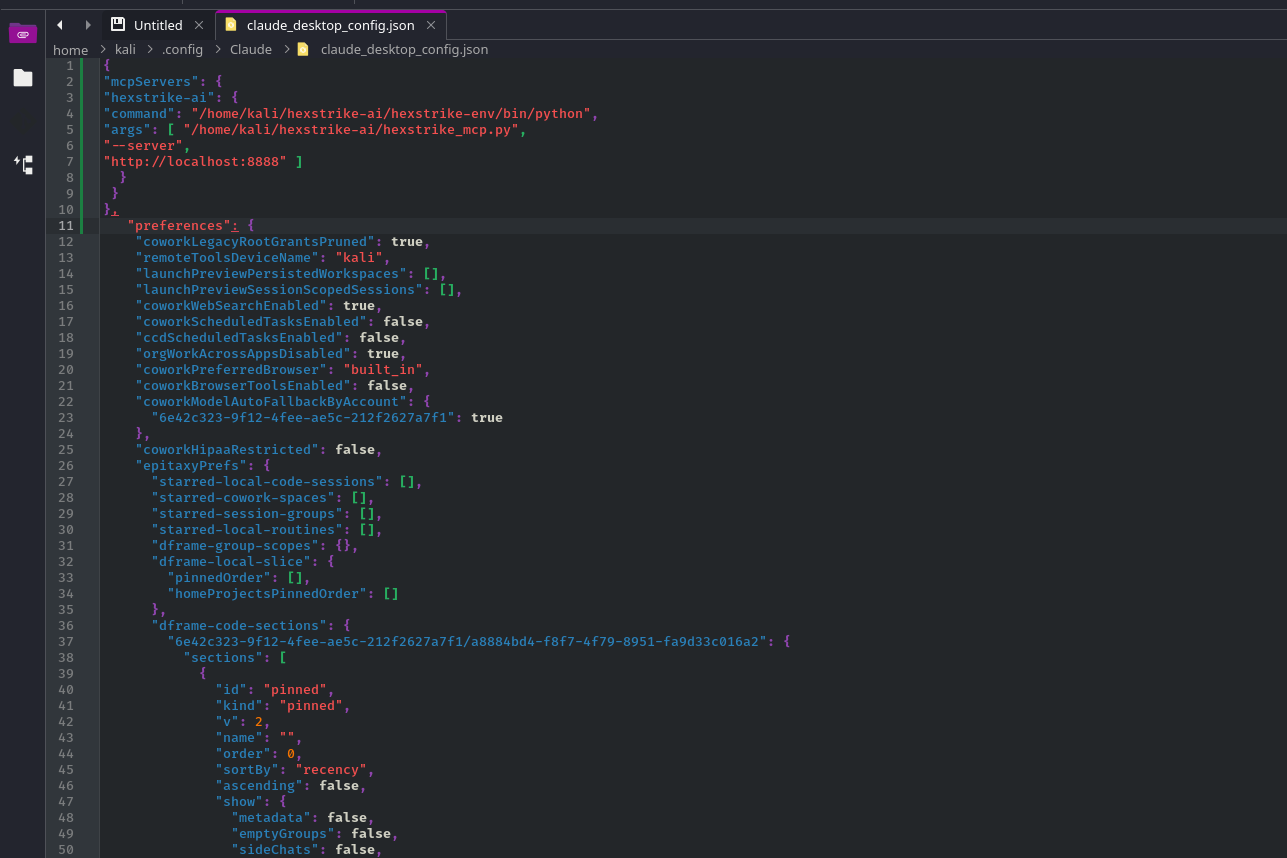 Untitled
claude_desktop_config.json
home > kali > .config > Claude > claude_desktop_config.json
1 {
2 "mcpServers": {
3 "hexstrike-ai": {
4 "command": "/home/kali/hexstrike-ai/hexstrike-env/bin/python",
5 "args": [ "/home/kali/hexstrike-ai/hexstrike_mcp.py",
6 "--server",
7 "http://localhost:8888" ]
8   }
9  }
10 },
11    "preferences": {
12     "coworkLegacyRootGrantsPruned": true,
13     "remoteToolsDeviceName": "kali",
14     "launchPreviewPersistedWorkspaces": [],
15     "launchPreviewSessionScopedSessions": [],
16     "coworkWebSearchEnabled": true,
17     "coworkScheduledTasksEnabled": false,
18     "ccdScheduledTasksEnabled": false,
19     "orgWorkAcrossAppsDisabled": true,
20     "coworkPreferredBrowser": "built_in",
21     "coworkBrowserToolsEnabled": false,
22     "coworkModelAutoFallbackByAccount": {
23       "6e42c323-9f12-4fee-ae5c-212f2627a7f1": true
24     },
25     "coworkHipaaRestricted": false,
26     "epitaxyPrefs": {
27       "starred-local-code-sessions": [],
28       "starred-cowork-spaces": [],
29       "starred-session-groups": [],
30       "starred-local-routines": [],
31       "dframe-group-scopes": {},
32       "dframe-local-slice": {
33         "pinnedOrder": [],
34         "homeProjectsPinnedOrder": []
35       },
36       "dframe-code-sections": {
37         "6e42c323-9f12-4fee-ae5c-212f2627a7f1/a8884bd4-f8f7-4f79-8951-fa9d33c016a2": {
38           "sections": [
39             {
40               "id": "pinned",
41               "kind": "pinned",
42               "v": 2,
43               "name": "",
44               "order": 0,
45               "sortBy": "recency",
46               "ascending": false,
47               "show": {
48                 "metadata": false,
49                 "emptyGroups": false,
50                 "sideChats": false,